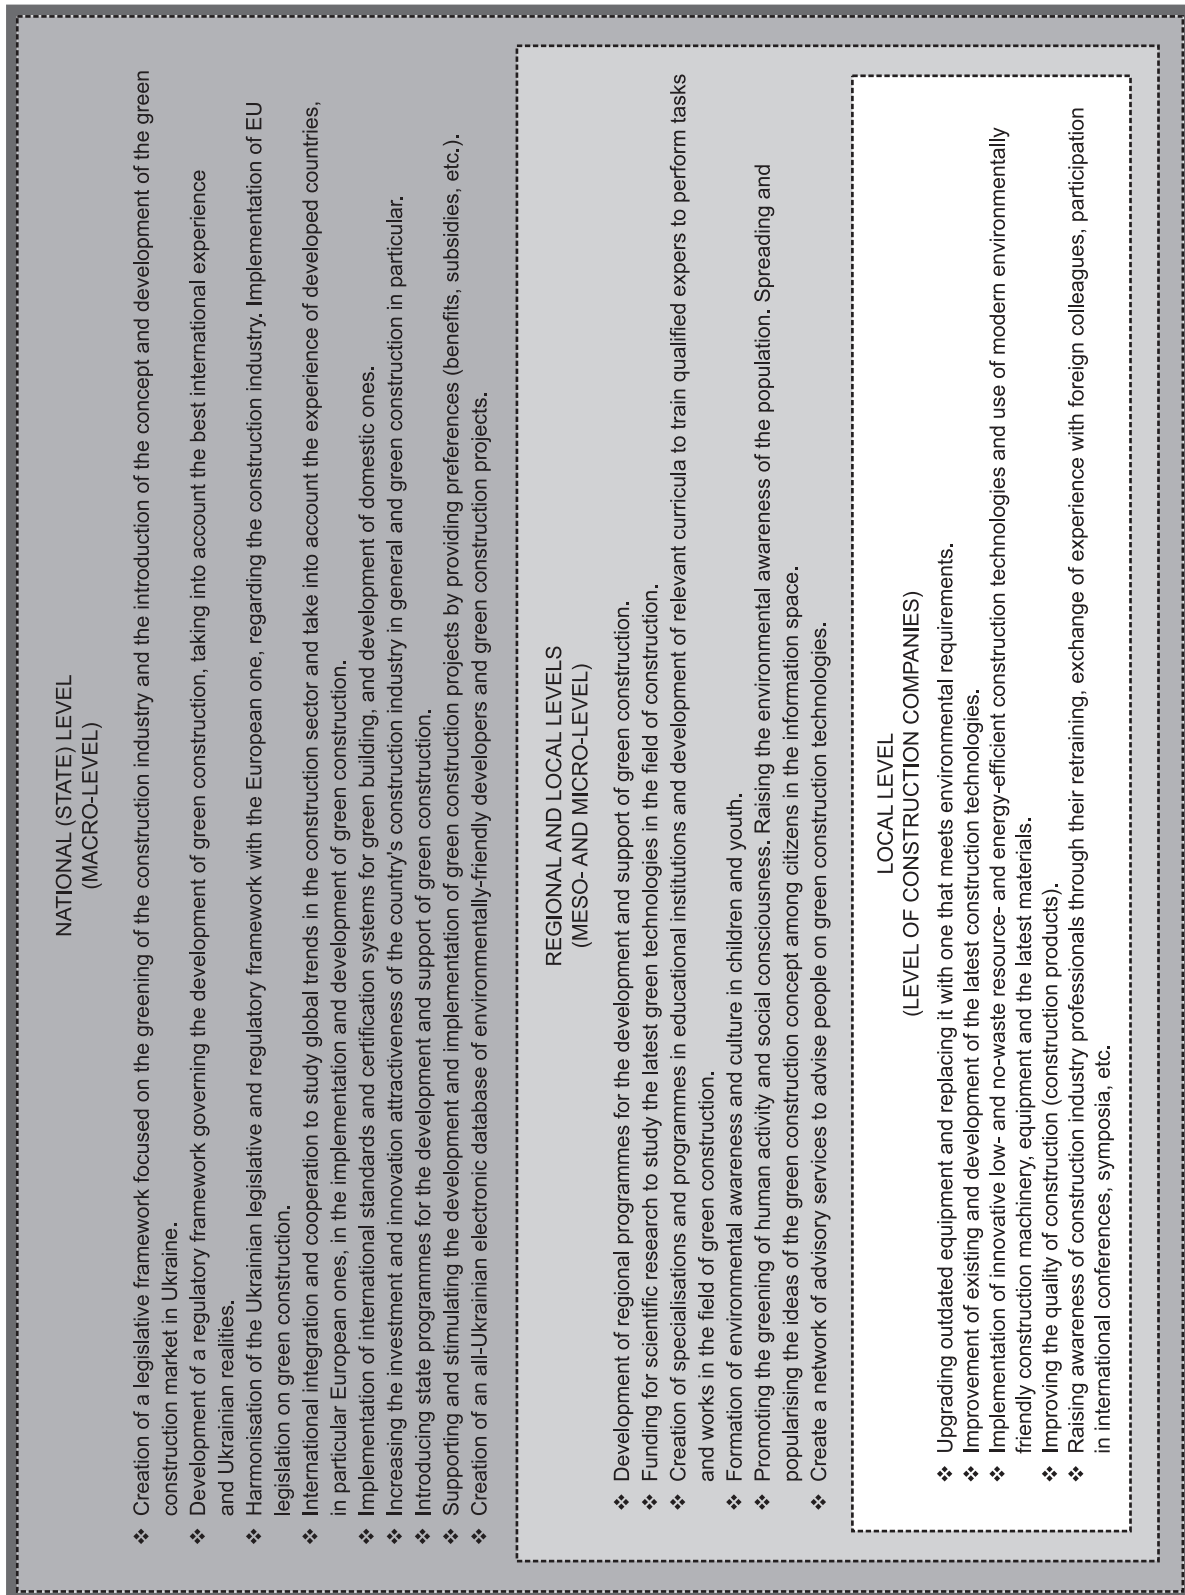 NATIONAL (STATE) LEVEL
(MACRO-LEVEL)
❖ Creation of a legislative framework focused on the greening of the construction industry and the introduction of the concept and development of the green
construction market in Ukraine.
❖ Development of a regulatory framework governing the development of green construction, taking into account the best international experience
and Ukrainian realities.
❖ Harmonisation of the Ukrainian legislative and regulatory framework with the European one, regarding the construction industry. Implementation of EU
legislation on green construction.
❖ International integration and cooperation to study global trends in the construction sector and take into account the experience of developed countries,
in particular European ones, in the implementation and development of green construction.
❖ Implementation of international standards and certification systems for green building, and development of domestic ones.
❖ Increasing the investment and innovation attractiveness of the country's construction industry in general and green construction in particular.
❖ Introducing state programmes for the development and support of green construction.
❖ Supporting and stimulating the development and implementation of green construction projects by providing preferences (benefits, subsidies, etc.).
❖ Creation of an all-Ukrainian electronic database of environmentally-friendly developers and green construction projects.
REGIONAL AND LOCAL LEVELS
(MESO- AND MICRO-LEVEL)
❖ Development of regional programmes for the development and support of green construction.
❖ Funding for scientific research to study the latest green technologies in the field of construction.
❖ Creation of specialisations and programmes in educational institutions and development of relevant curricula to train qualified expers to perform tasks
and works in the field of green construction.
❖ Formation of environmental awareness and culture in children and youth.
❖ Promoting the greening of human activity and social consciousness. Raising the environmental awareness of the population. Spreading and
popularising the ideas of the green construction concept among citizens in the information space.
❖ Create a network of advisory services to advise people on green construction technologies.
LOCAL LEVEL
(LEVEL OF CONSTRUCTION COMPANIES)
❖ Upgrading outdated equipment and replacing it with one that meets environmental requirements.
❖ Improvement of existing and development of the latest construction technologies.
❖ Implementation of innovative low- and no-waste resource- and energy-efficient construction technologies and use of modern environmentally
friendly construction machinery, equipment and the latest materials.
❖ Improving the quality of construction (construction products).
❖ Raising awareness of construction industry professionals through their retraining, exchange of experience with foreign colleagues, participation
in international conferences, symposia, etc.